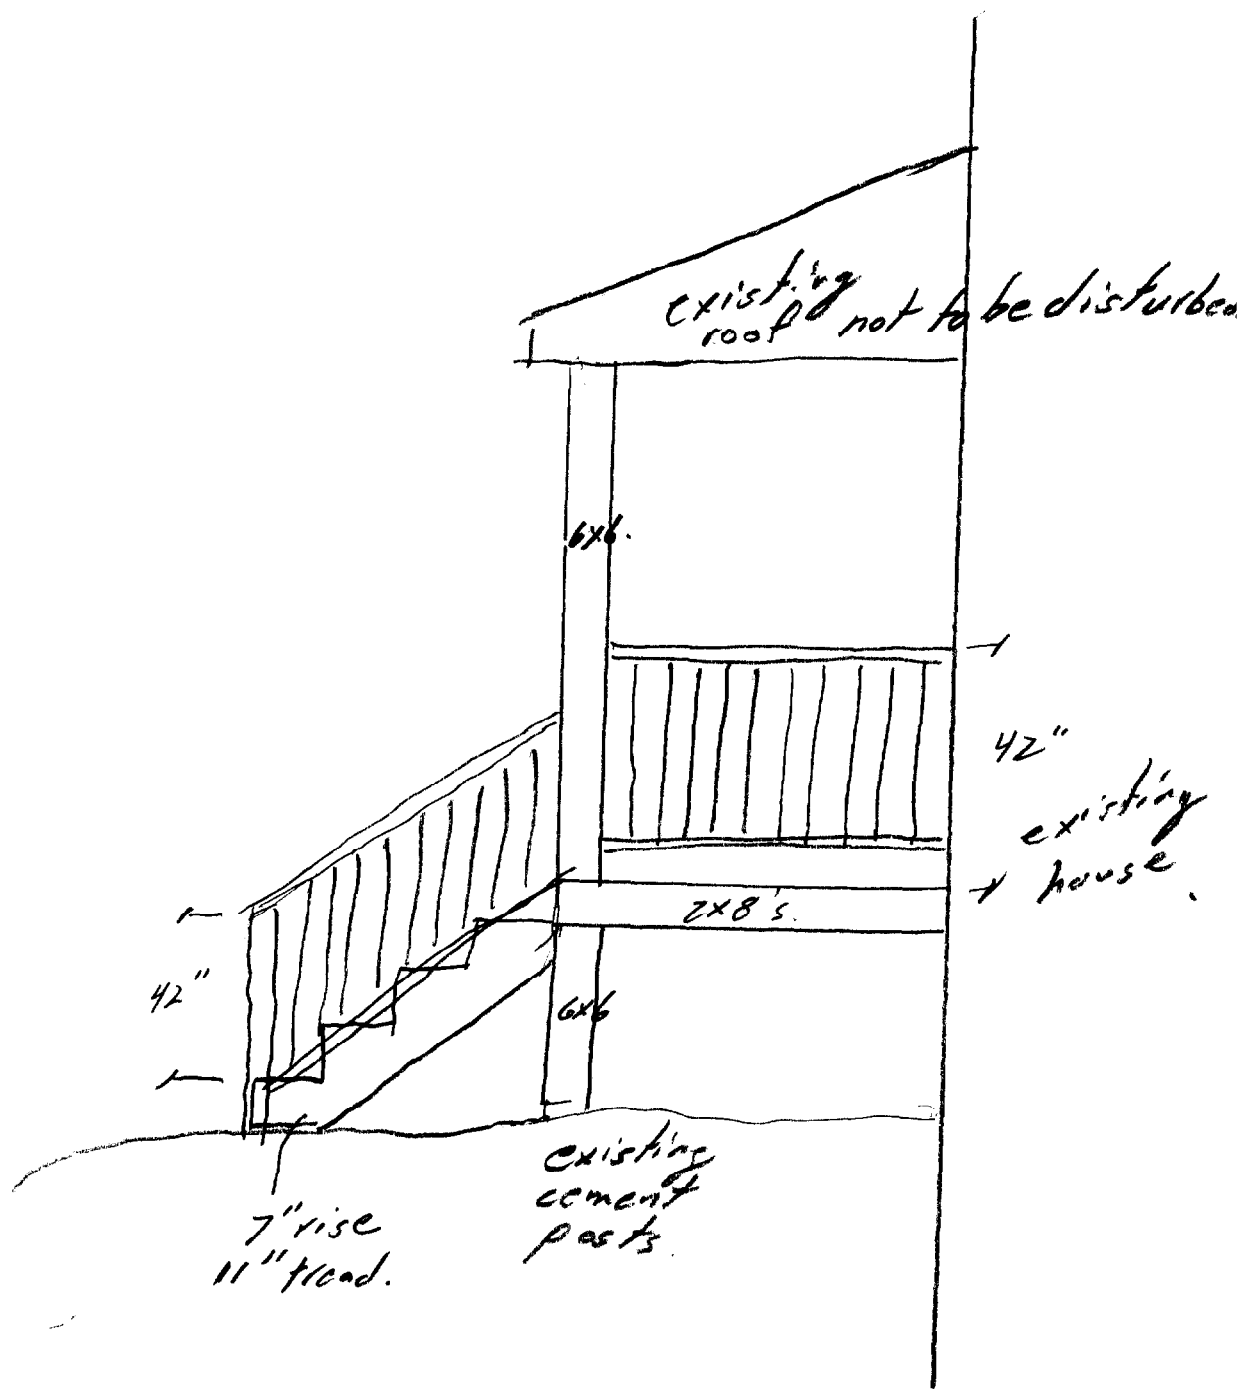 existing
roof not to be disturbed
6x6.
42"
existing
house.
2x8's.
42"
6x6
existing
cement
posts.
7" rise
11" tread.